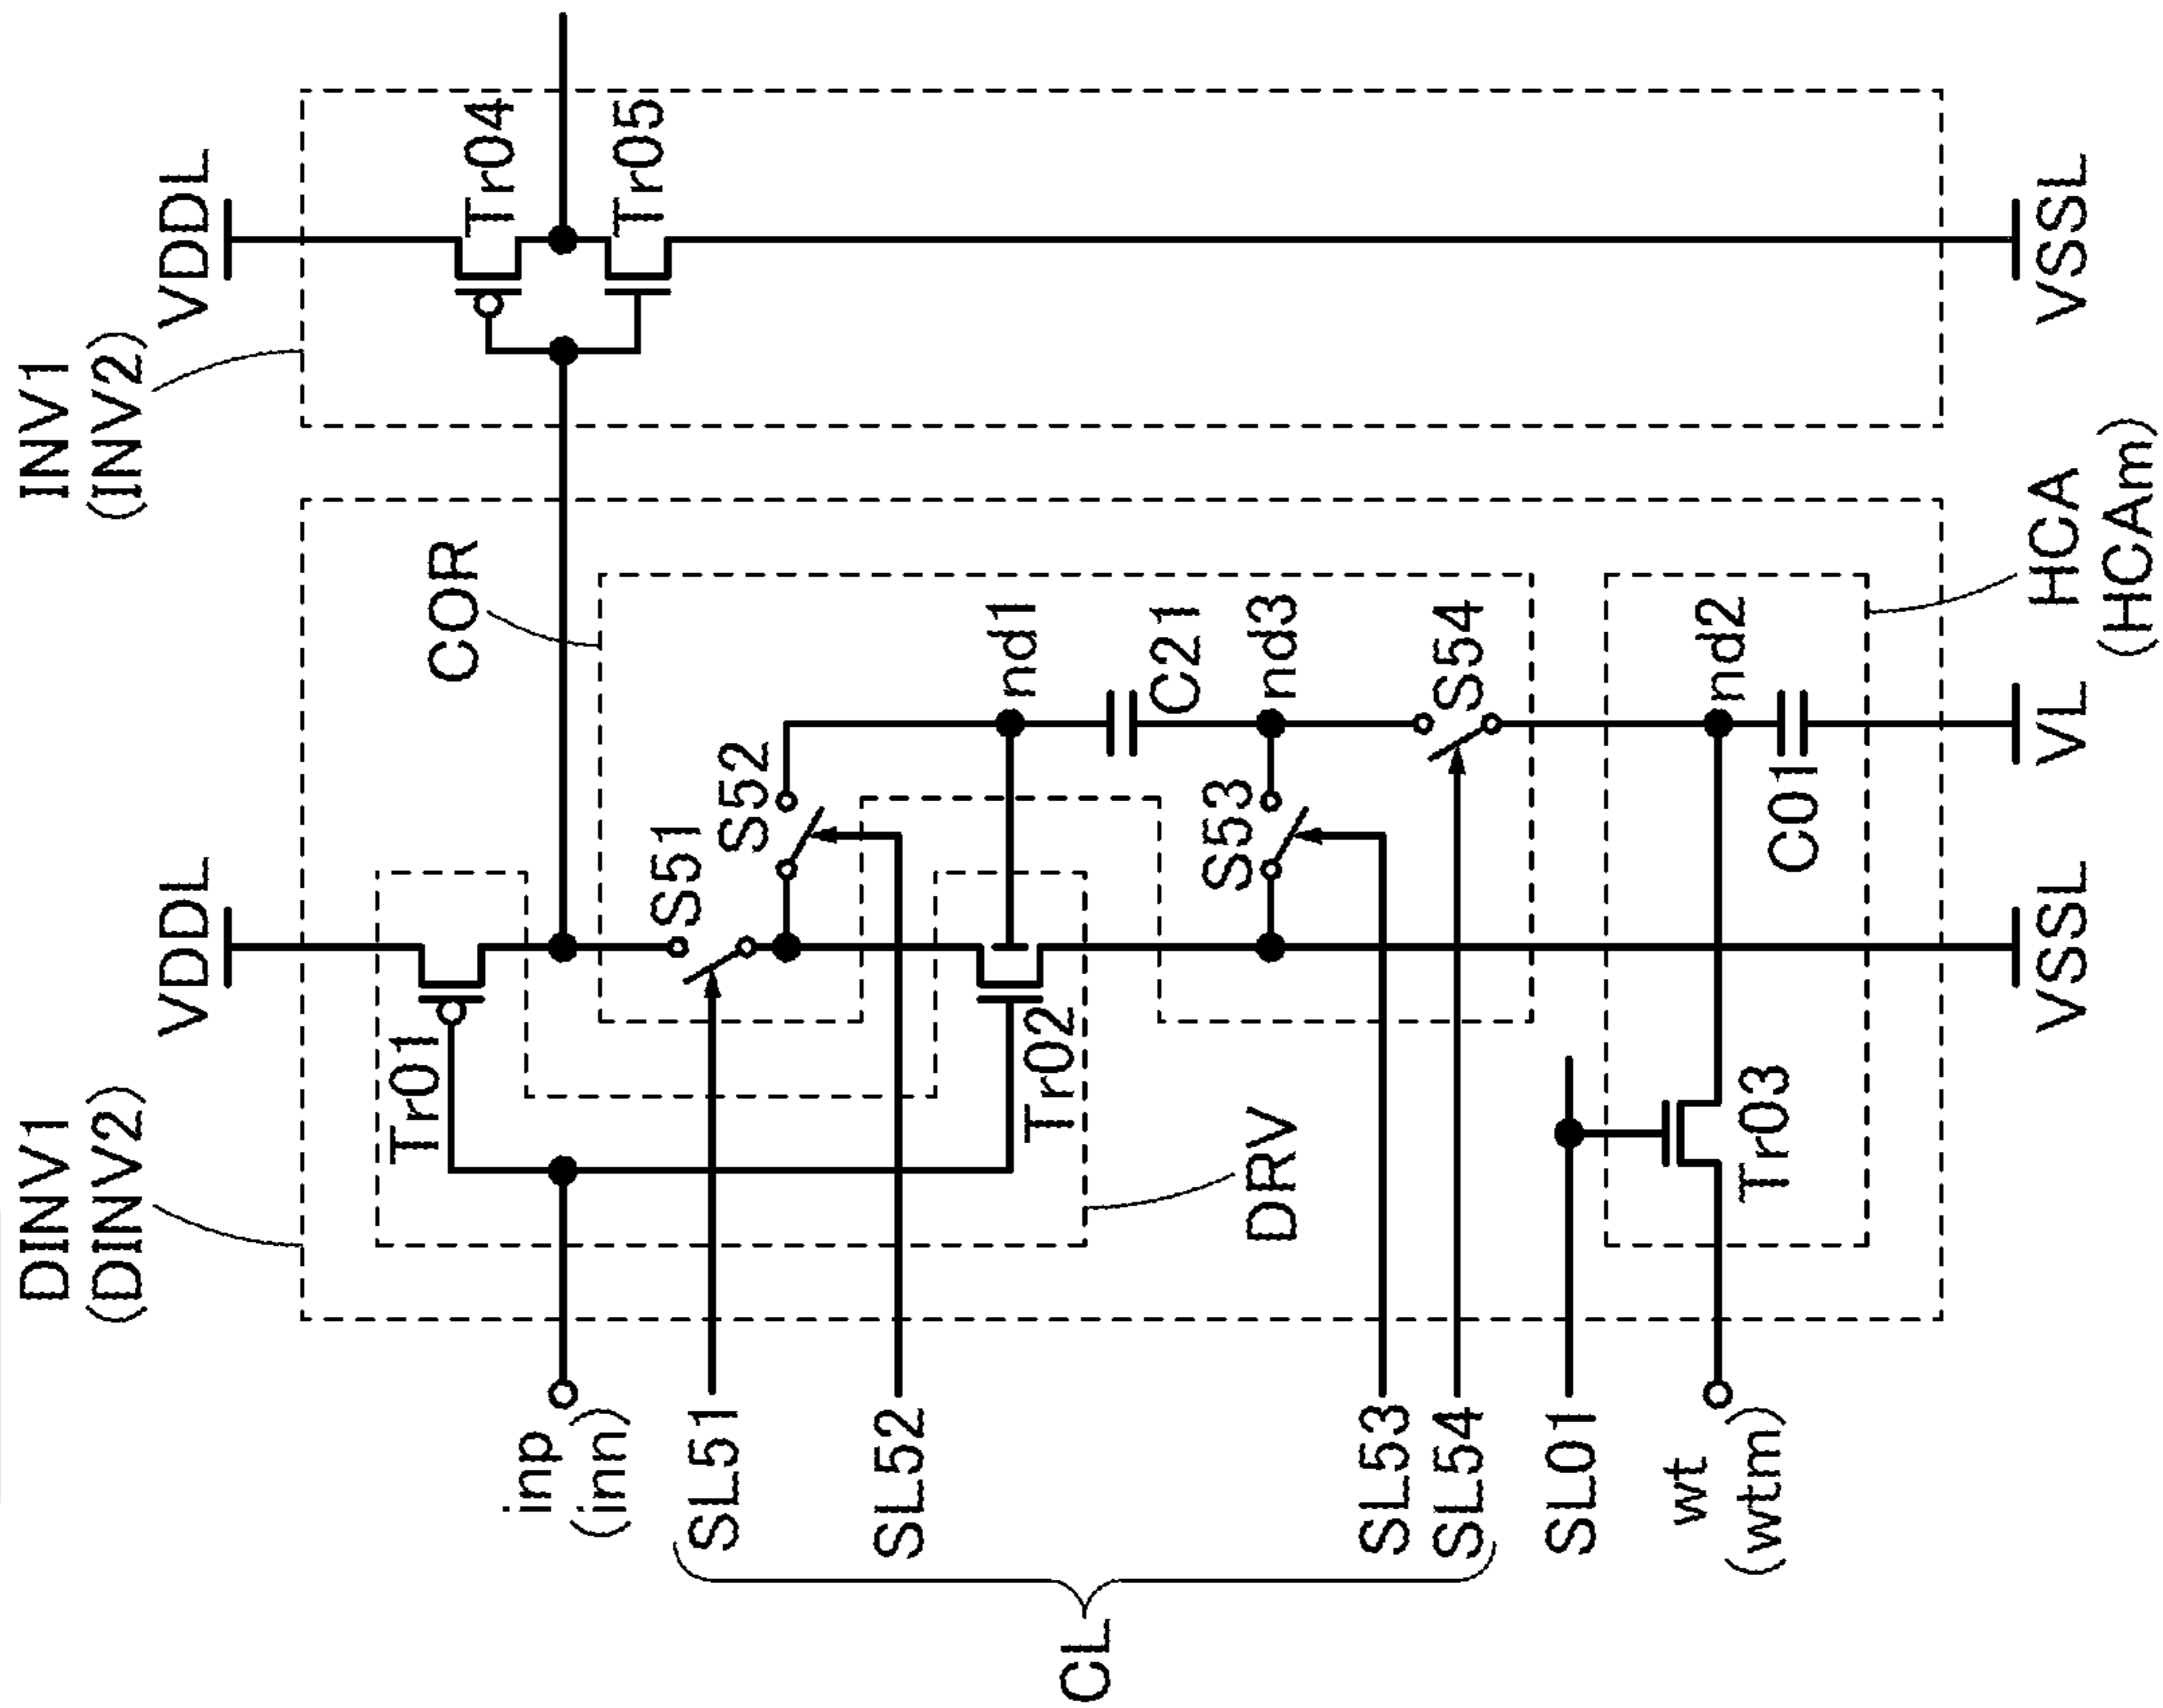 DINV1
(DINV2)
INV1
(INV2)
VDDL
VDDL
Tr01
COR
Tr04
Tr05
inp
(inn)
S51
S52
SL51
SL52
nd1
Tr02
C21
DRV
S53
nd3
SL53
SL54
S54
CL
SL01
Tr03
nd2
C01
wt
(wtm)
VSSL
VL
VSSL
HCA
(HCAm)